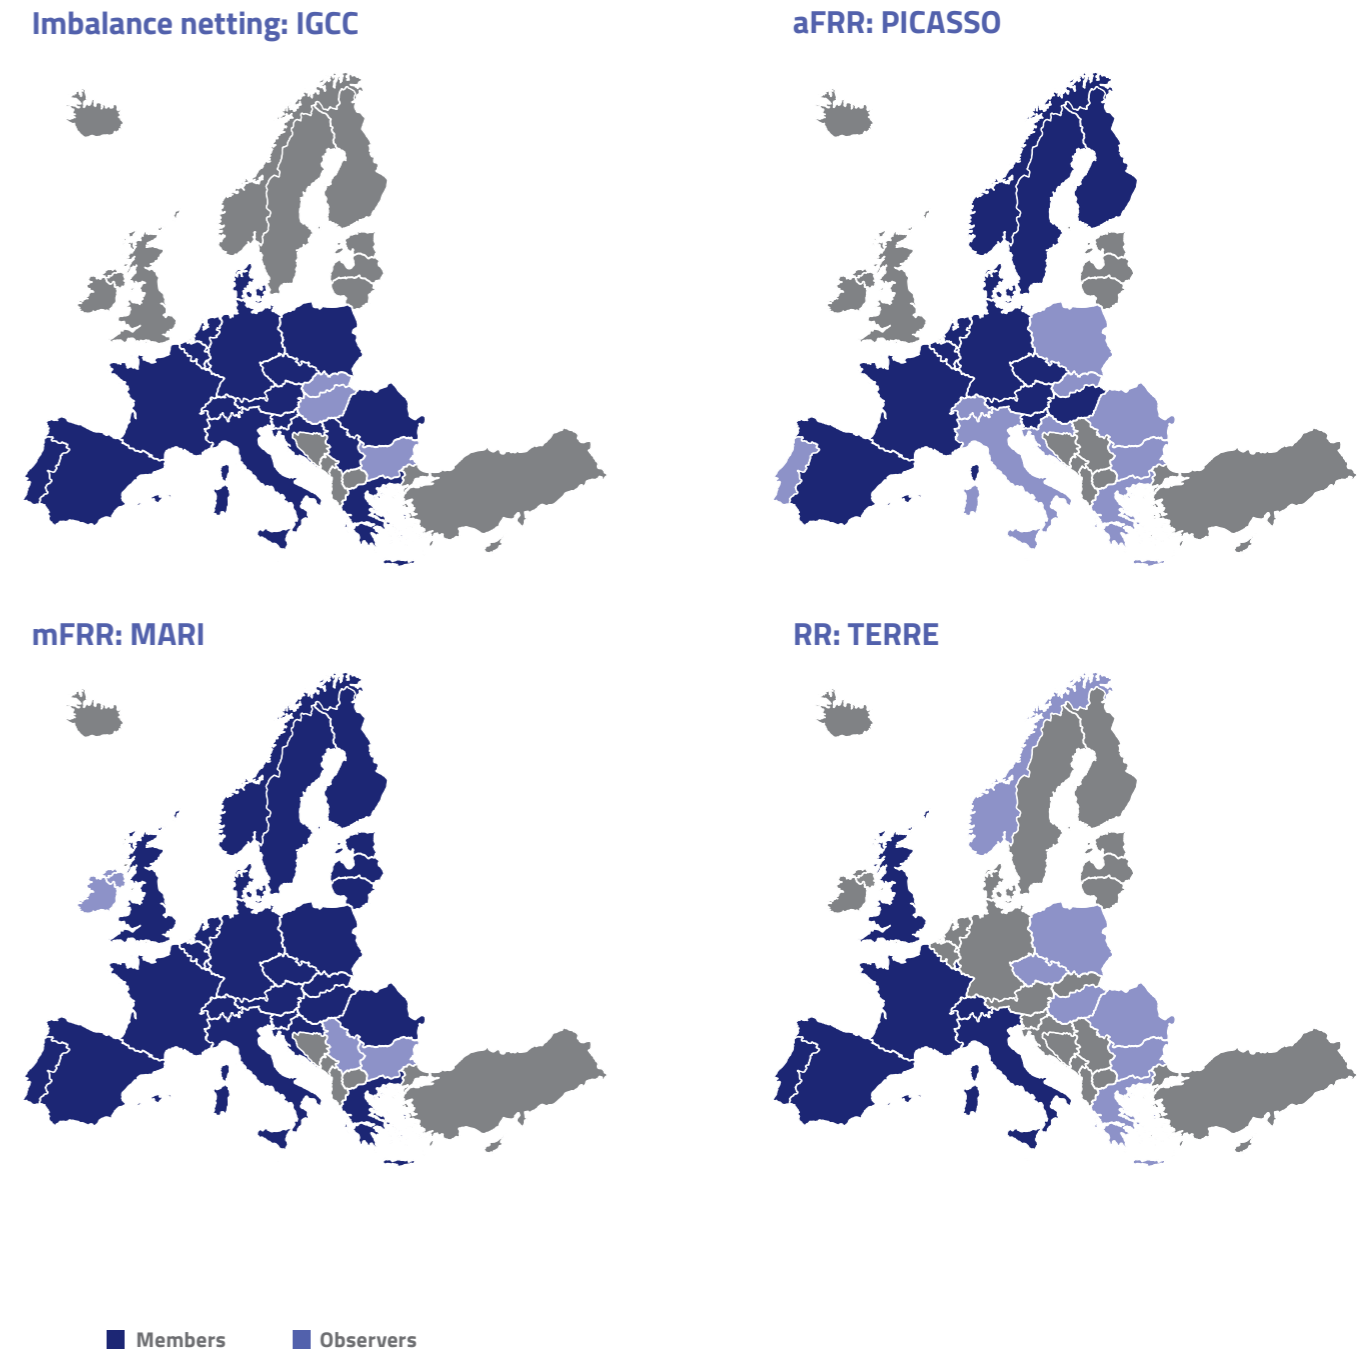 Imbalance netting: IGCC
aFRR: PICASSO
mFRR: MARI
RR: TERRE
Members
Observers